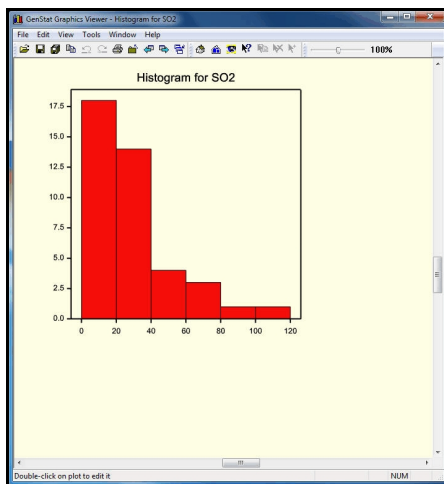 GenStat Graphics Viewer - Histogram for SO2
File Edit View Tools Window Help
100%
Histogram for SO2
17.5
15.0
12.5
10.0
7.5
5.0
2.5
0.0
0 20 40 60 80 100 120
Double-click on plot to edit it NUM